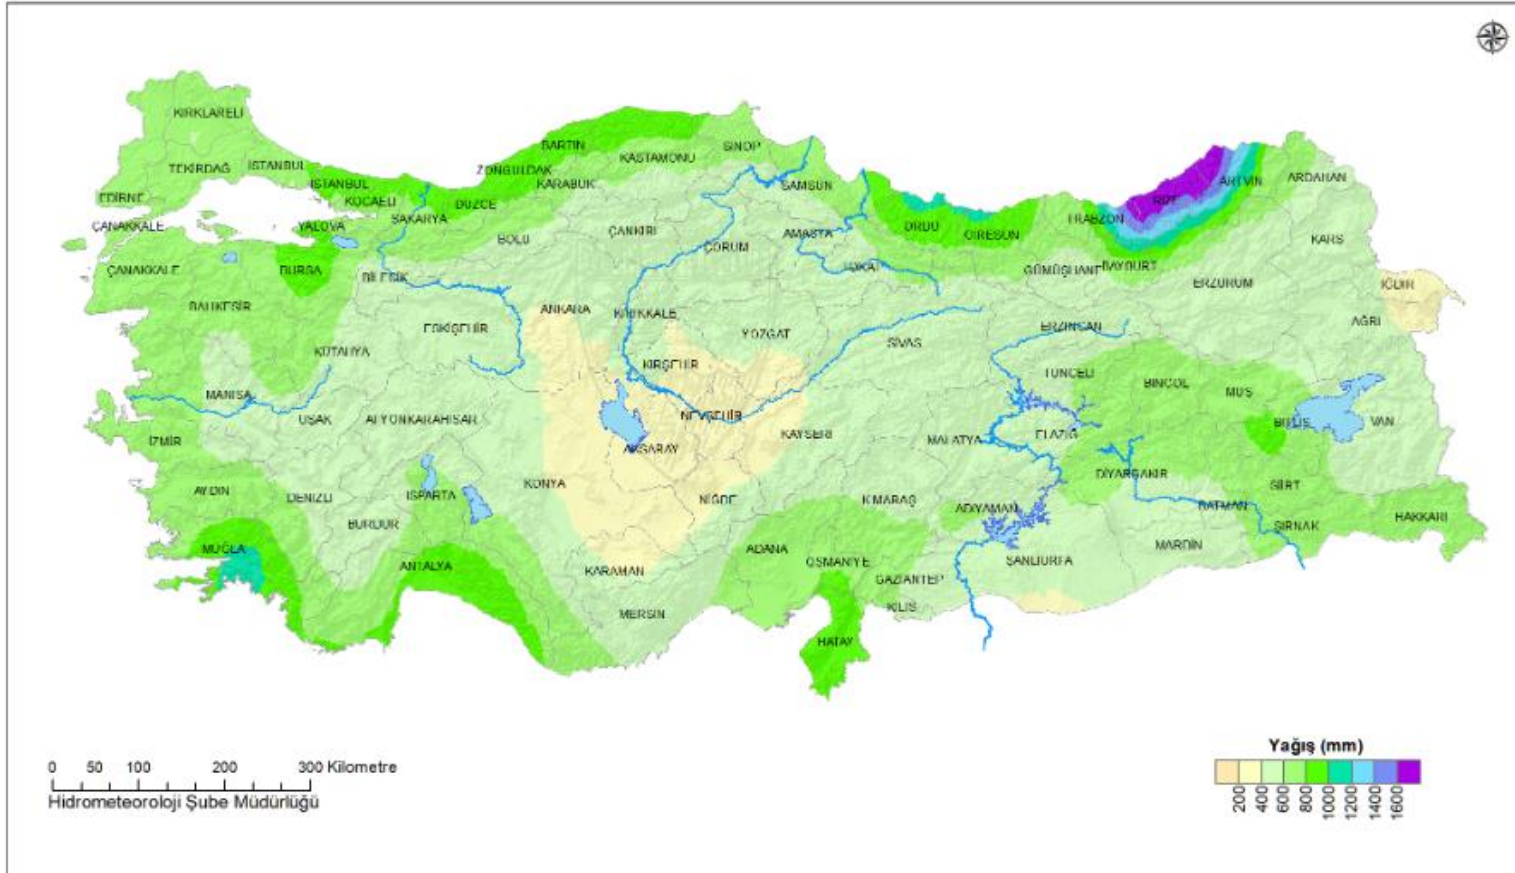 KIRKLARELİ
TEKİRDAĞ
İSTANBUL
EDİRNE
ÇANAKKALE
İSTANBUL
KOCAELİ
YALOVA
SAKARYA
DÜZCE
ZONGULDAK
BARTIN
KARABÜK
KASTAMONU
SİNOP
SAMSUN
BOLU
ÇANKIRI
ÇORUM
AMASYA
TOKAT
ORDU
GİRESUN
TRABZON
RİZE
ARTVİN
ARDAHAN
KARS
GÜMÜŞHANE
BAYBURT
ERZURUM
IĞDIR
AĞRI
ÇANAKKALE
BURSA
BİLECİK
BALIKESİR
ESKİŞEHİR
ANKARA
KIRIKKALE
YOZGAT
SİVAS
ERZİNCAN
KÜTAHYA
KIRŞEHİR
TUNCELİ
BİNGÖL
MUŞ
MANİSA
UŞAK
AFYONKARAHİSAR
NEVŞEHİR
KAYSERİ
MALATYA
ELAZIĞ
BİTLİS
VAN
İZMİR
AKSARAY
DİYARBAKIR
SİİRT
AYDIN
DENİZLİ
ISPARTA
KONYA
NİĞDE
K.MARAŞ
ADIYAMAN
BATMAN
ŞIRNAK
HAKKARİ
BURDUR
MUĞLA
ANTALYA
KARAMAN
ADANA
OSMANİYE
GAZİANTEP
ŞANLIURFA
MARDİN
MERSİN
KİLİS
HATAY
0 50 100 200 300 Kilometre
Hidrometeoroloji Şube Müdürlüğü
Yağış (mm)
200 400 600 800 1000 1200 1400 1600